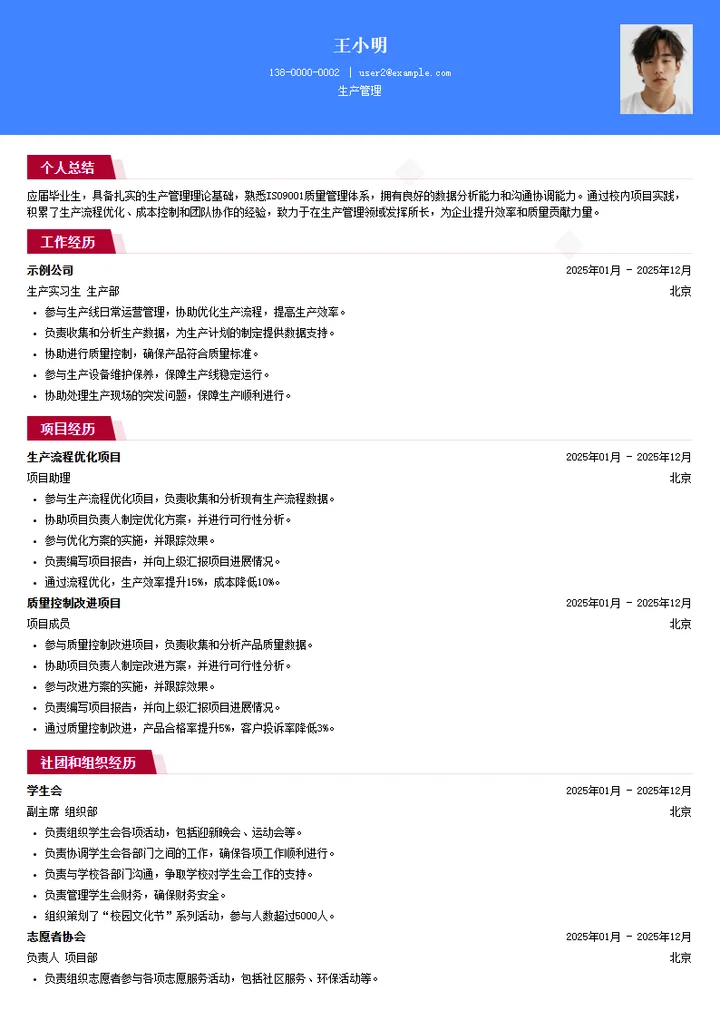 王小明
138-0000-0002 | user2@example.com
生产管理
个人总结
应届毕业生，具备扎实的生产管理理论基础，熟悉ISO9001质量管理体系，拥有良好的数据分析能力和沟通协调能力。通过校内项目实践，
积累了生产流程优化、成本控制和团队协作的经验，致力于在生产管理领域发挥所长，为企业提升效率和质量贡献力量。
工作经历
示例公司 2025年01月 - 2025年12月
生产实习生 生产部 北京
• 参与生产线日常运营管理，协助优化生产流程，提高生产效率。
• 负责收集和分析生产数据，为生产计划的制定提供数据支持。
• 协助进行质量控制，确保产品符合质量标准。
• 参与生产设备维护保养，保障生产线稳定运行。
• 协助处理生产现场的突发问题，保障生产顺利进行。
项目经历
生产流程优化项目 2025年01月 - 2025年12月
项目助理 北京
• 参与生产流程优化项目，负责收集和分析现有生产流程数据。
• 协助项目负责人制定优化方案，并进行可行性分析。
• 参与优化方案的实施，并跟踪效果。
• 负责编写项目报告，并向上级汇报项目进展情况。
• 通过流程优化，生产效率提升15%，成本降低10%。
质量控制改进项目 2025年01月 - 2025年12月
项目成员 北京
• 参与质量控制改进项目，负责收集和分析产品质量数据。
• 协助项目负责人制定改进方案，并进行可行性分析。
• 参与改进方案的实施，并跟踪效果。
• 负责编写项目报告，并向上级汇报项目进展情况。
• 通过质量控制改进，产品合格率提升5%，客户投诉率降低3%。
社团和组织经历
学生会 2025年01月 - 2025年12月
副主席 组织部 北京
• 负责组织学生会各项活动，包括迎新晚会、运动会等。
• 负责协调学生会各部门之间的工作，确保各项工作顺利进行。
• 负责与学校各部门沟通，争取学校对学生会工作的支持。
• 负责管理学生会财务，确保财务安全。
• 组织策划了“校园文化节”系列活动，参与人数超过5000人。
志愿者协会 2025年01月 - 2025年12月
负责人 项目部 北京
• 负责组织志愿者参与各项志愿服务活动，包括社区服务、环保活动等。